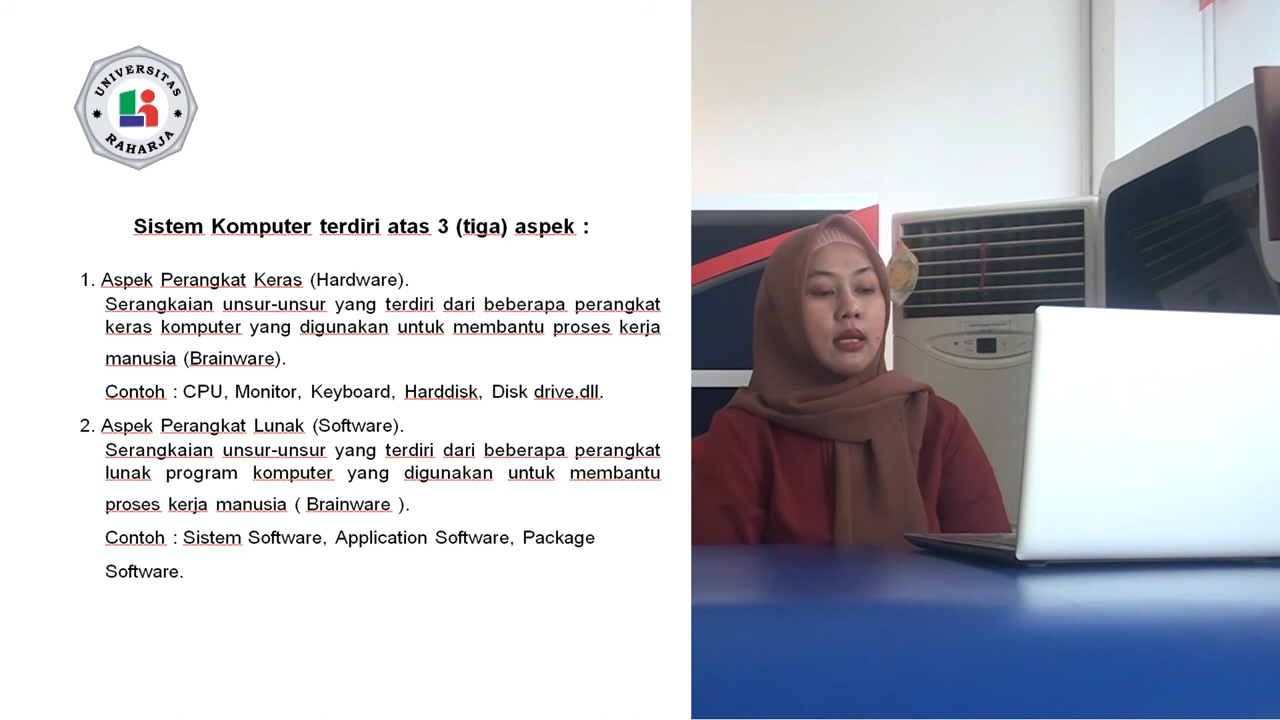 UNIVERSITAS
RAHARJA
Sistem Komputer terdiri atas 3 (tiga) aspek :
1. Aspek Perangkat Keras (Hardware).
Serangkaian unsur-unsur yang terdiri dari beberapa perangkat
keras komputer yang digunakan untuk membantu proses kerja
manusia (Brainware).
Contoh : CPU, Monitor, Keyboard, Harddisk, Disk drive,dll.
2. Aspek Perangkat Lunak (Software).
Serangkaian unsur-unsur yang terdiri dari beberapa perangkat
lunak program komputer yang digunakan untuk membantu
proses kerja manusia ( Brainware ).
Contoh : Sistem Software, Application Software, Package
Software.